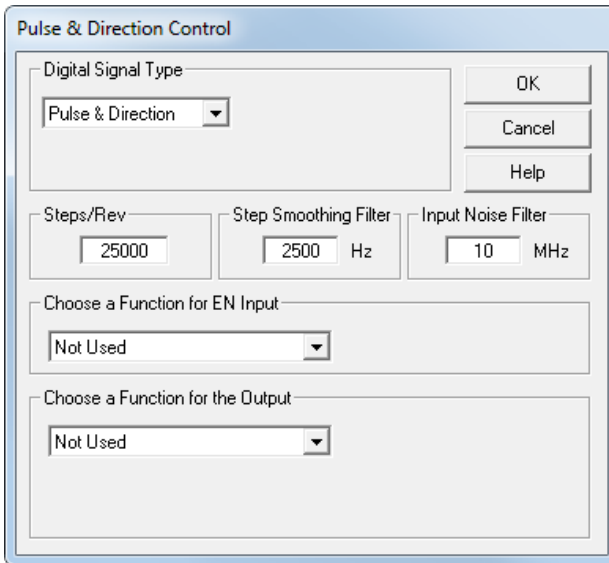 Pulse & Direction Control
Digital Signal Type
Pulse & Direction
OK
Cancel
Help
Steps/Rev
25000
Step Smoothing Filter
2500 Hz
Input Noise Filter
10 MHz
Choose a Function for EN Input
Not Used
Choose a Function for the Output
Not Used